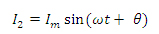 I₂ = Iₘ sin(ωt + θ)